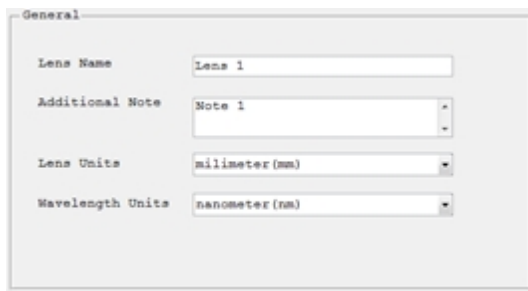 General
Lens Name Lens 1
Additional Note Note 1
Lens Units milimeter(mm)
Wavelength Units nanometer(nm)